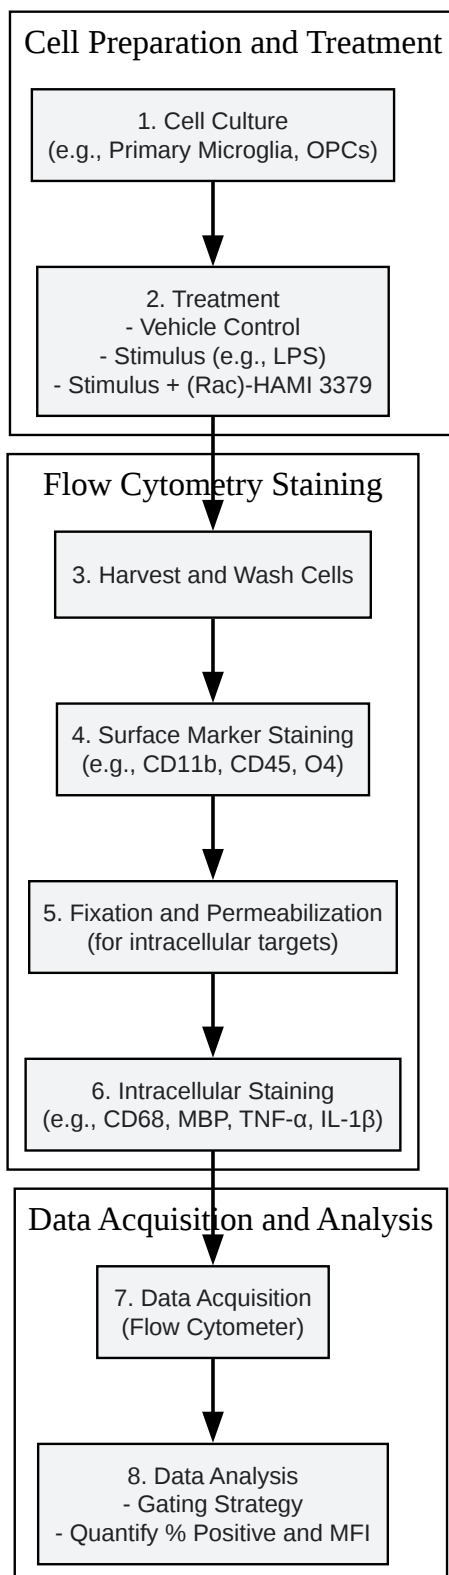 Cell Preparation and Treatment
1. Cell Culture
(e.g., Primary Microglia, OPCs)
2. Treatment
- Vehicle Control
- Stimulus (e.g., LPS)
- Stimulus + (Rac)-HAMI 3379
Flow Cytometry Staining
3. Harvest and Wash Cells
4. Surface Marker Staining
(e.g., CD11b, CD45, O4)
5. Fixation and Permeabilization
(for intracellular targets)
6. Intracellular Staining
(e.g., CD68, MBP, TNF-α, IL-1β)
Data Acquisition and Analysis
7. Data Acquisition
(Flow Cytometer)
8. Data Analysis
- Gating Strategy
- Quantify % Positive and MFI